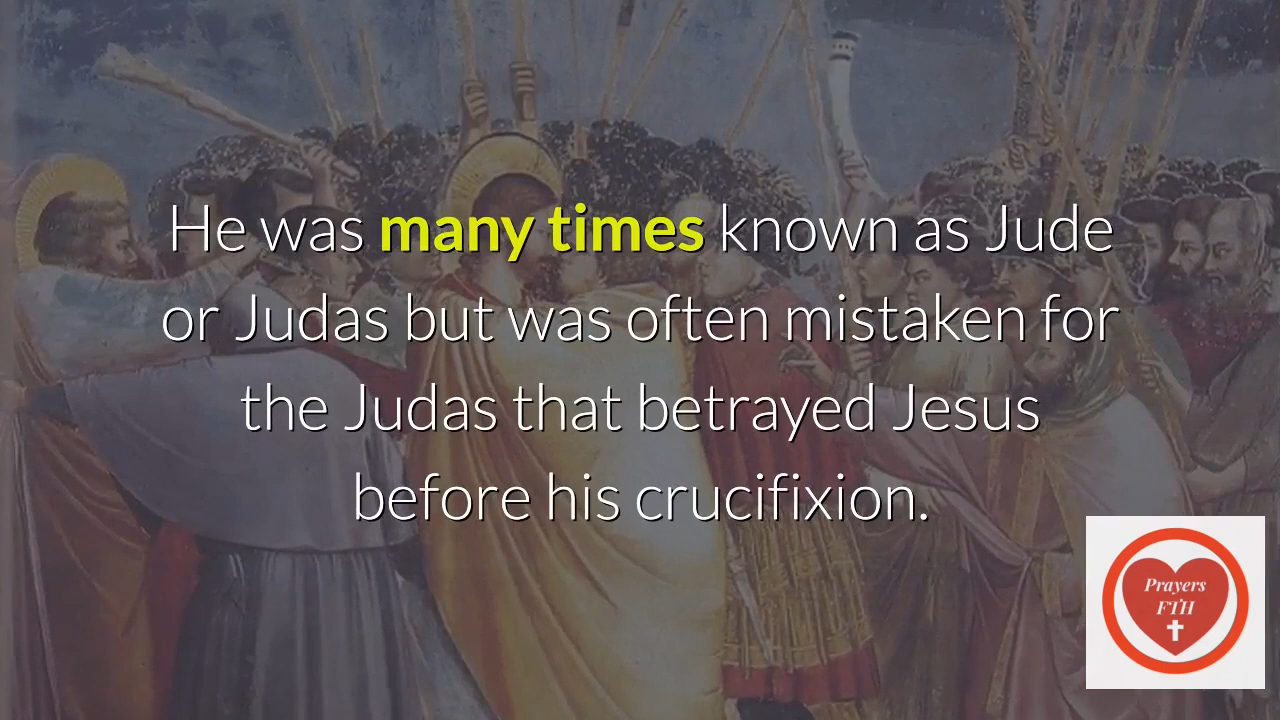 He was many times known as Jude
or Judas but was often mistaken for
the Judas that betrayed Jesus
before his crucifixion.
Prayers
FTH